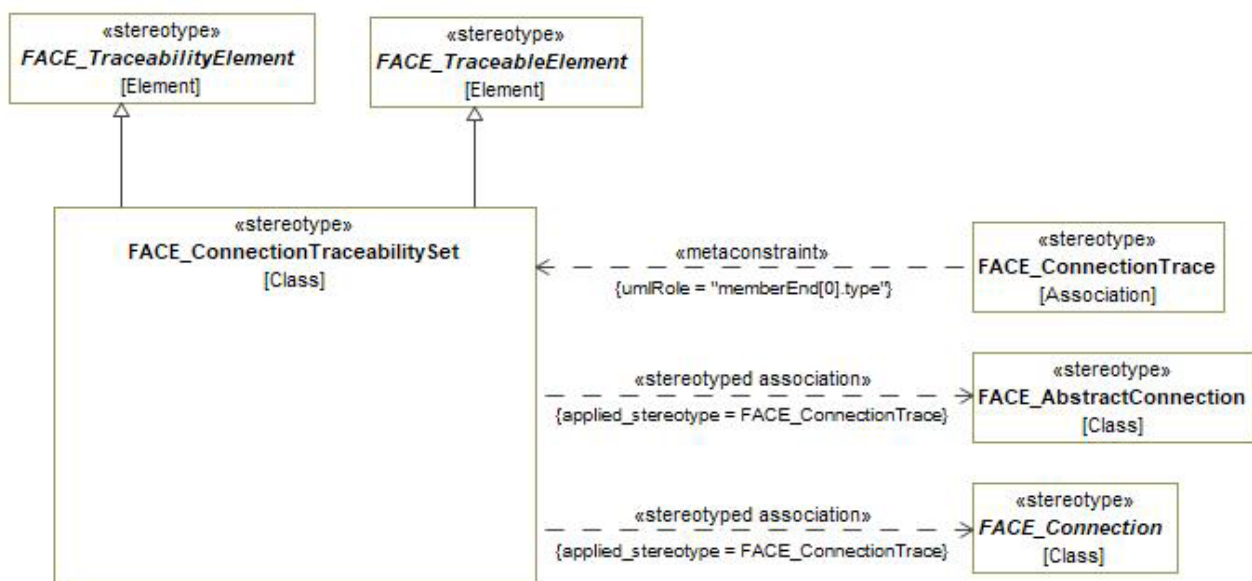 «stereotype»
FACE_TraceabilityElement
[Element]
«stereotype»
FACE_TraceableElement
[Element]
«stereotype»
FACE_ConnectionTraceabilitySet
[Class]
«metaconstraint»
{umlRole = "memberEnd[0].type"}
«stereotype»
FACE_ConnectionTrace
[Association]
«stereotyped association»
{applied_stereotype = FACE_ConnectionTrace}
«stereotype»
FACE_AbstractConnection
[Class]
«stereotyped association»
{applied_stereotype = FACE_ConnectionTrace}
«stereotype»
FACE_Connection
[Class]